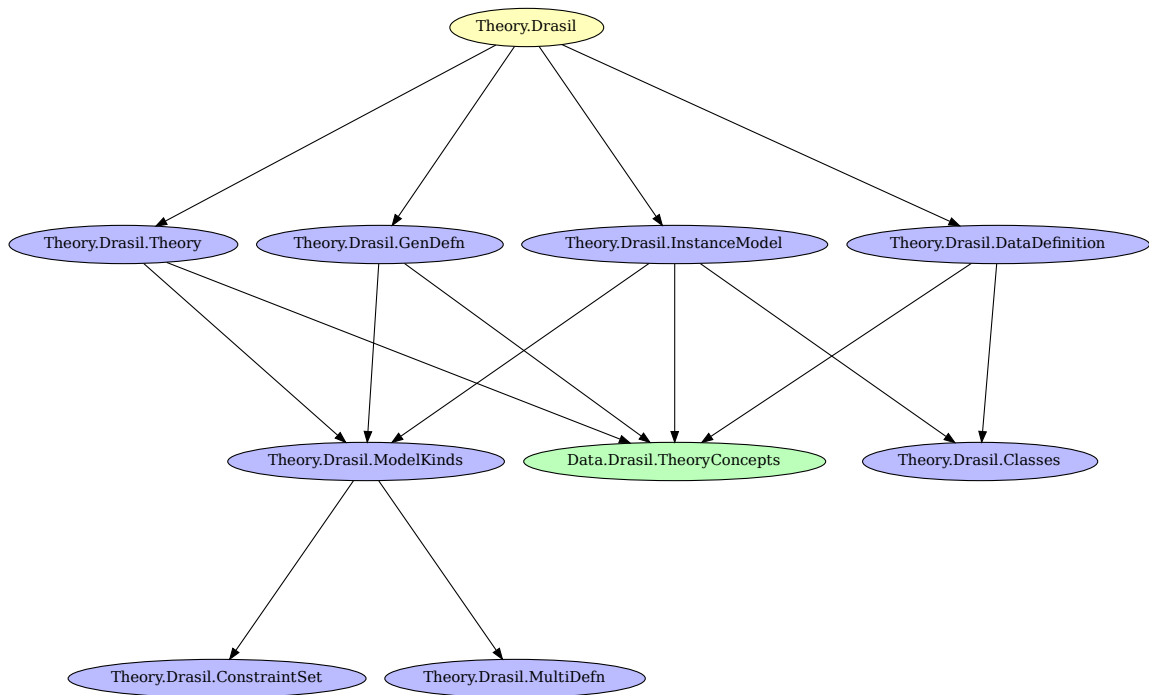 Theory.Drasil
Theory.Drasil.Theory
Theory.Drasil.GenDefn
Theory.Drasil.InstanceModel
Theory.Drasil.DataDefinition
Theory.Drasil.ModelKinds
Data.Drasil.TheoryConcepts
Theory.Drasil.Classes
Theory.Drasil.ConstraintSet
Theory.Drasil.MultiDefn